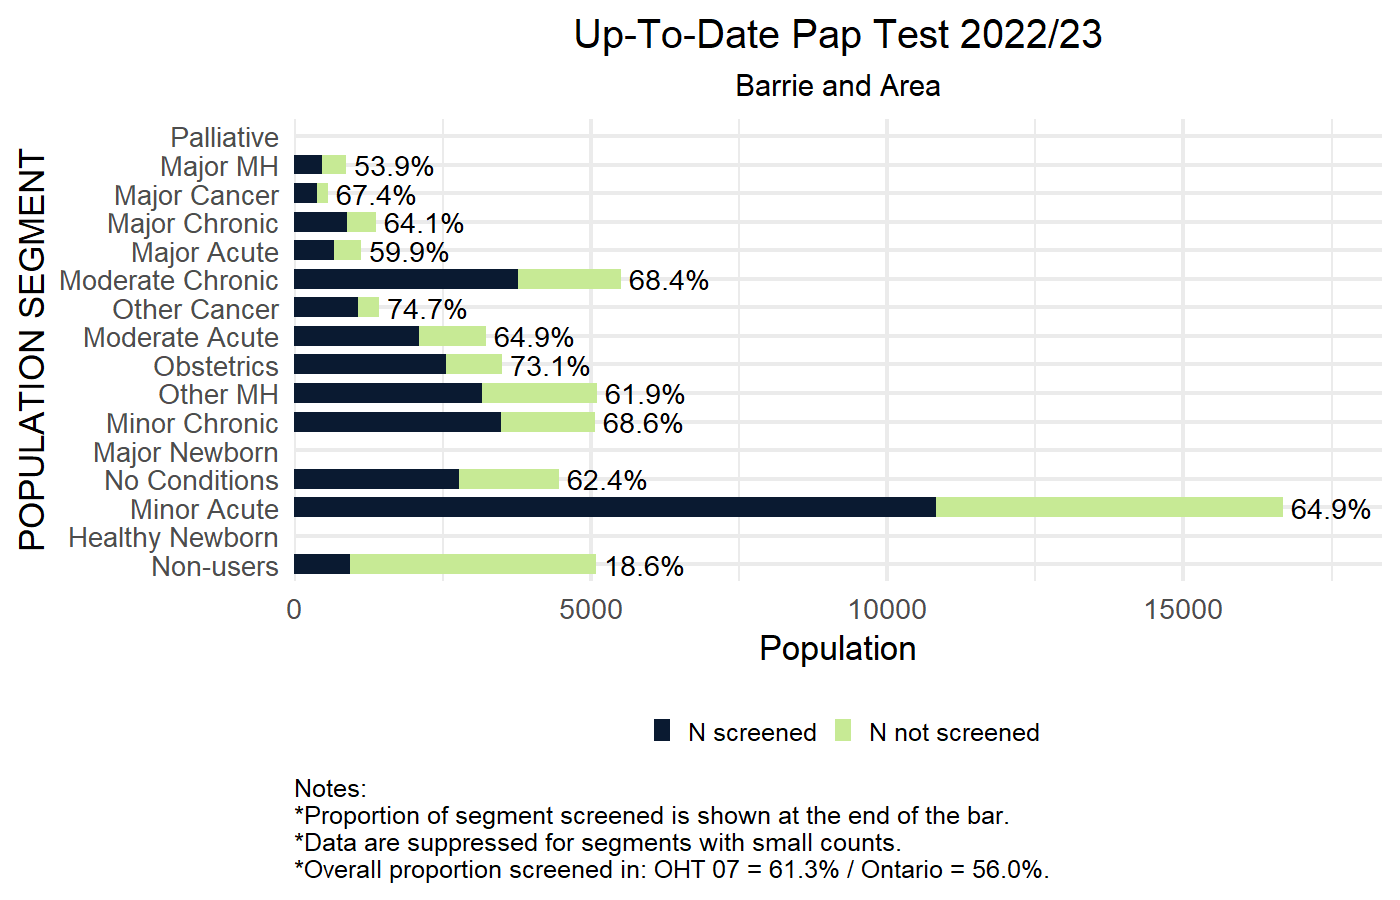 Up-To-Date Pap Test 2022/23
Barrie and Area
POPULATION SEGMENT
Palliative
Major MH 53.9%
Major Cancer 67.4%
Major Chronic 64.1%
Major Acute 59.9%
Moderate Chronic 68.4%
Other Cancer 74.7%
Moderate Acute 64.9%
Obstetrics 73.1%
Other MH 61.9%
Minor Chronic 68.6%
Major Newborn
No Conditions 62.4%
Minor Acute 64.9%
Healthy Newborn
Non-users 18.6%
0 5000 10000 15000
Population
N screened N not screened
Notes:
*Proportion of segment screened is shown at the end of the bar.
*Data are suppressed for segments with small counts.
*Overall proportion screened in: OHT 07 = 61.3% / Ontario = 56.0%.